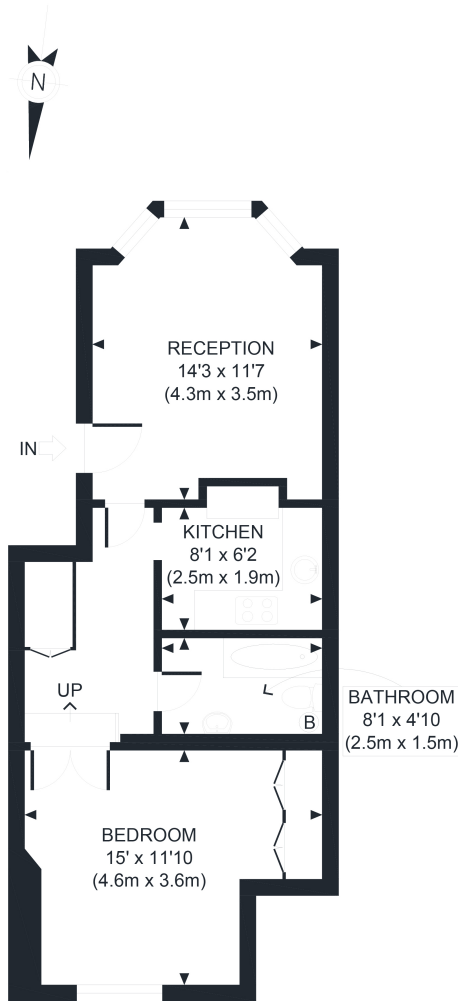 N
RECEPTION
14'3 x 11'7
(4.3m x 3.5m)
IN
KITCHEN
8'1 x 6'2
(2.5m x 1.9m)
UP
B
BATHROOM
8'1 x 4'10
(2.5m x 1.5m)
BEDROOM
15' x 11'10
(4.6m x 3.6m)